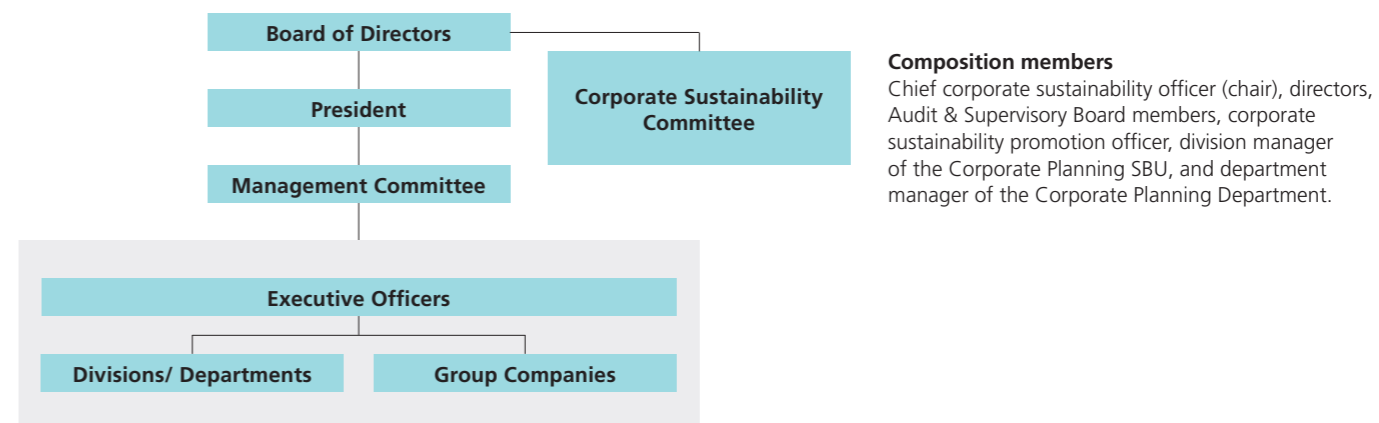 Board of Directors
Corporate Sustainability
Committee
President
Management Committee
Executive Officers
Divisions/ Departments
Group Companies
Composition members
Chief corporate sustainability officer (chair), directors,
Audit & Supervisory Board members, corporate
sustainability promotion officer, division manager
of the Corporate Planning SBU, and department
manager of the Corporate Planning Department.